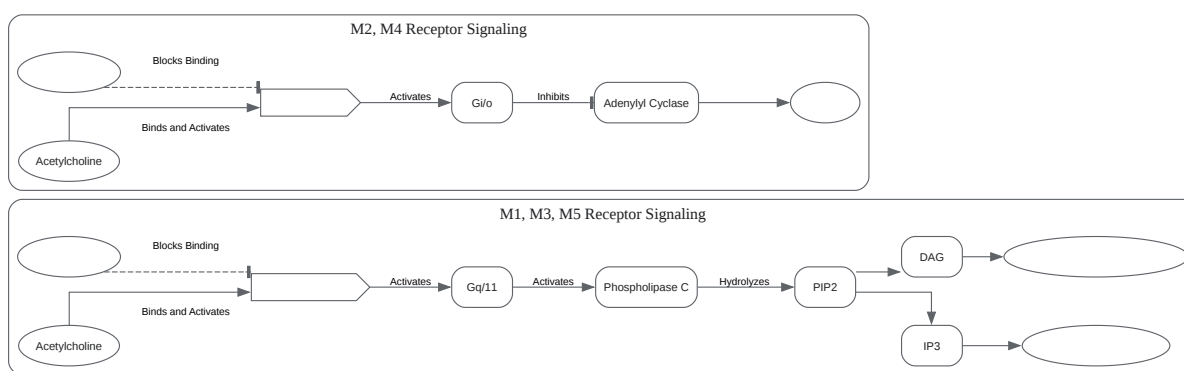 M2, M4 Receptor Signaling
Blocks Binding
Activates
Gi/o
Inhibits
Adenylyl Cyclase
Binds and Activates
Acetylcholine
M1, M3, M5 Receptor Signaling
Blocks Binding
DAG
Activates
Gq/11
Activates
Phospholipase C
Hydrolyzes
PIP2
Binds and Activates
Acetylcholine
IP3